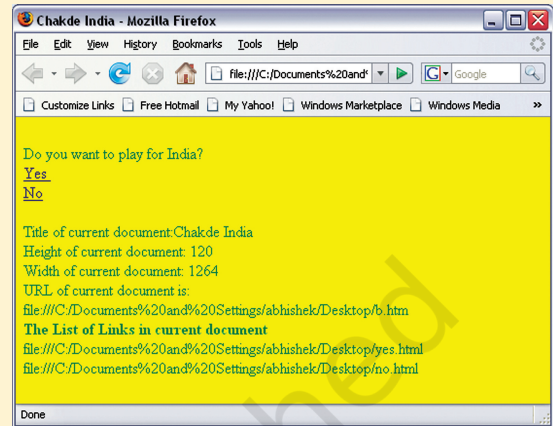 Chakde India - Mozilla Firefox
File Edit View History Bookmarks Tools Help
file:///C:/Documents%20and% G Google
Customize Links Free Hotmail My Yahoo! Windows Marketplace Windows Media »
Do you want to play for India?
Yes
No
Title of current document:Chakde India
Height of current document: 120
Width of current document: 1264
URL of current document is:
file:///C:/Documents%20and%20Settings/abhishek/Desktop/b.htm
The List of Links in current document
file:///C:/Documents%20and%20Settings/abhishek/Desktop/yes.html
file:///C:/Documents%20and%20Settings/abhishek/Desktop/no.html
Done